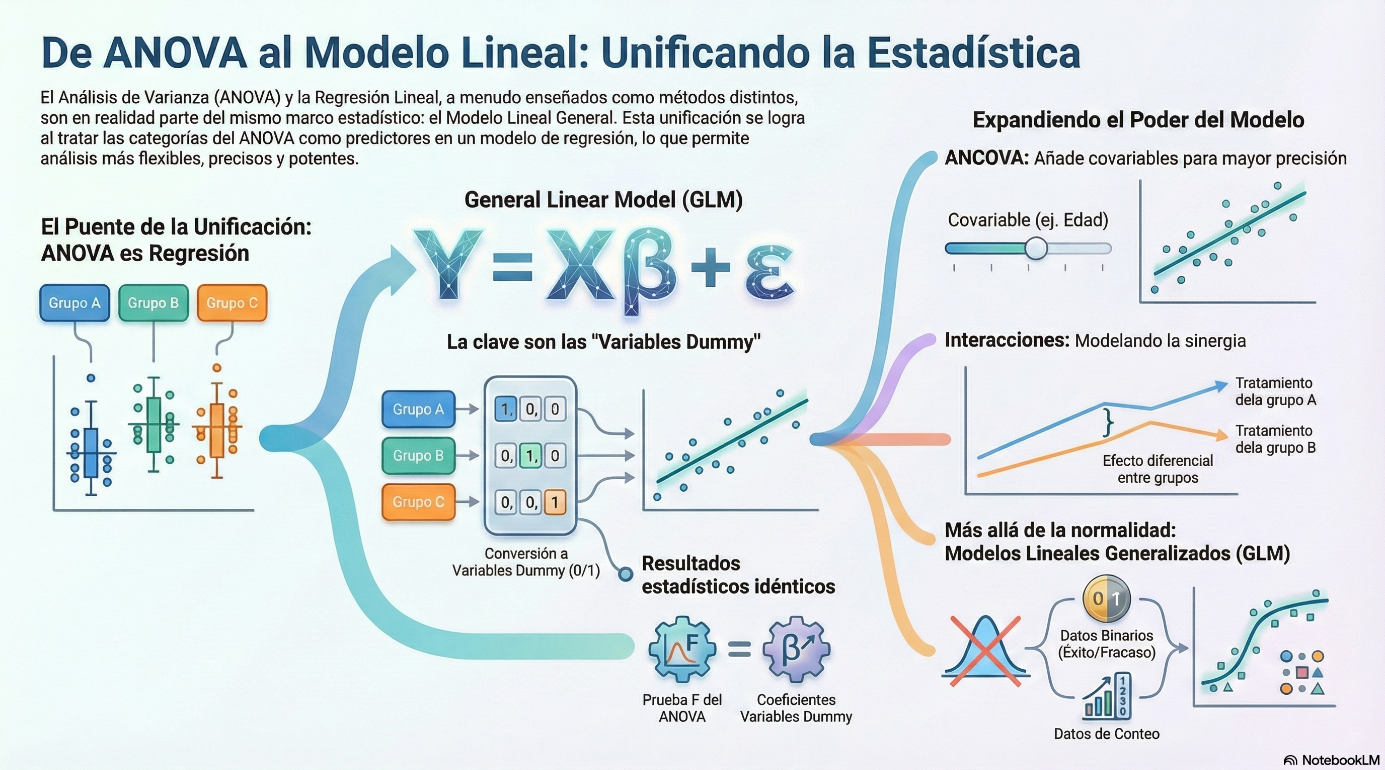 De ANOVA al Modelo Lineal: Unificando la Estadística
El Análisis de Varianza (ANOVA) y la Regresión Lineal, a menudo enseñados como métodos distintos,
son en realidad parte del mismo marco estadístico: el Modelo Lineal General. Esta unificación se logra
al tratar las categorías del ANOVA como predictores en un modelo de regresión, lo que permite
análisis más flexibles, precisos y potentes.
El Puente de la Unificación:
ANOVA es Regresión
Grupo A
Grupo B
Grupo C
General Linear Model (GLM)
Y = Xβ + ε
La clave son las "Variables Dummy"
Grupo A
1, 0, 0
Grupo B
0, 1, 0
Grupo C
0, 0, 1
Conversión a
Variables Dummy (0/1)
Resultados
estadísticos idénticos
F = β
Prueba F del
ANOVA
Coeficientes
Variables Dummy
Expandiendo el Poder del Modelo
ANCOVA: Añade covariables para mayor precisión
Covariable (ej. Edad)
Interacciones: Modelando la sinergia
Tratamiento
dela grupo A
}
Tratamiento
dela grupo B
Efecto diferencial
entre grupos
Más allá de la normalidad:
Modelos Lineales Generalizados (GLM)
0 1
Datos Binarios
(Éxito/Fracaso)
1
2
3
0
Datos de Conteo
NotebookLM